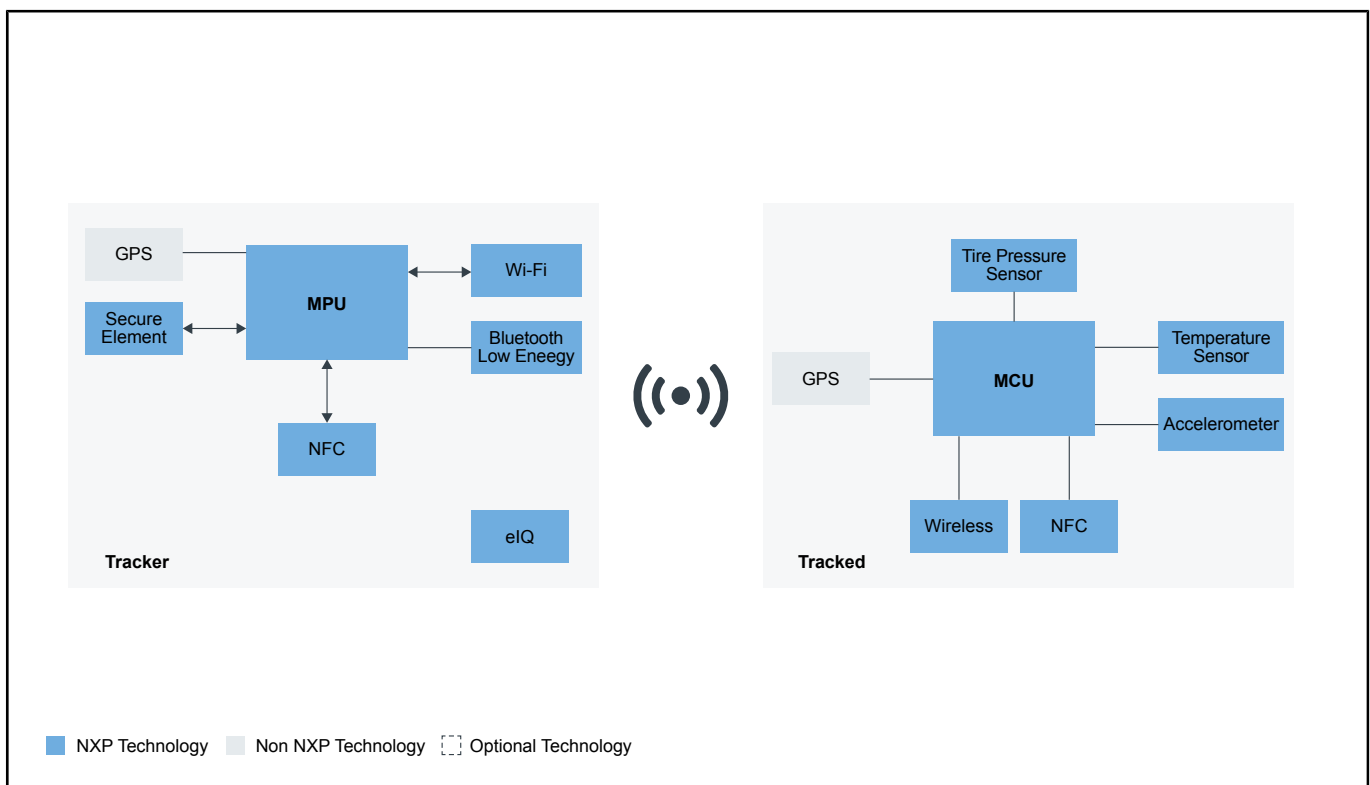 GPS
MPU
Wi-Fi
Secure
Element
Bluetooth
Low Eneegy
NFC
eIQ
Tracker
Tire Pressure
Sensor
GPS
MCU
Temperature
Sensor
Accelerometer
Wireless
NFC
Tracked
NXP Technology
Non NXP Technology
Optional Technology